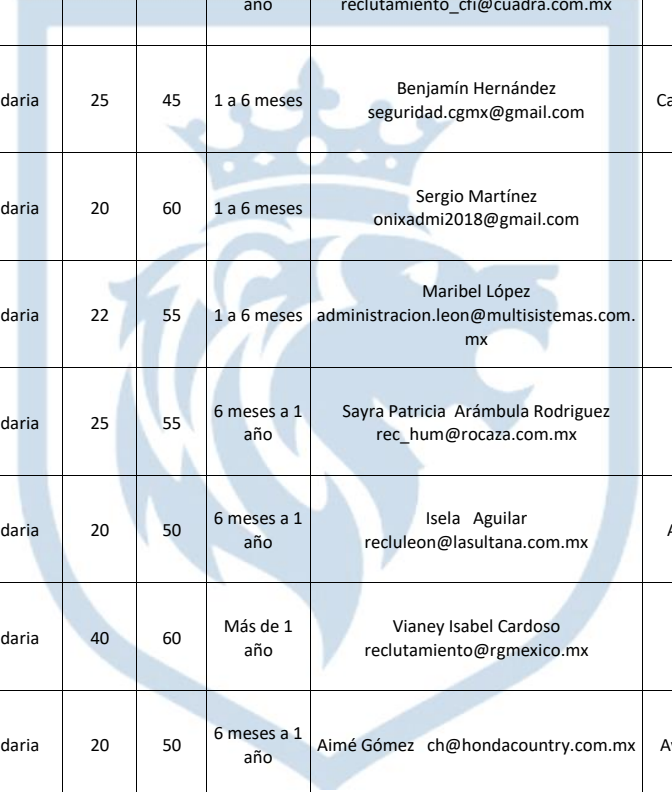 año reclutamiento_cfi@cuadra.com.mx
daria 25 45 1 a 6 meses Benjamín Hernández
seguridad.cgmx@gmail.com
daria 20 60 1 a 6 meses Sergio Martínez
onixadmi2018@gmail.com
daria 22 55 1 a 6 meses Maribel López
administracion.leon@multisistemas.com.
mx
daria 25 55 6 meses a 1
año Sayra Patricia Arámbula Rodriguez
rec_hum@rocaza.com.mx
daria 20 50 6 meses a 1
año Isela Aguilar
recluleon@lasultana.com.mx
daria 40 60 Más de 1
año Vianey Isabel Cardoso
reclutamiento@rgmexico.mx
daria 20 50 6 meses a 1
año Aimé Gómez ch@hondacountry.com.mx